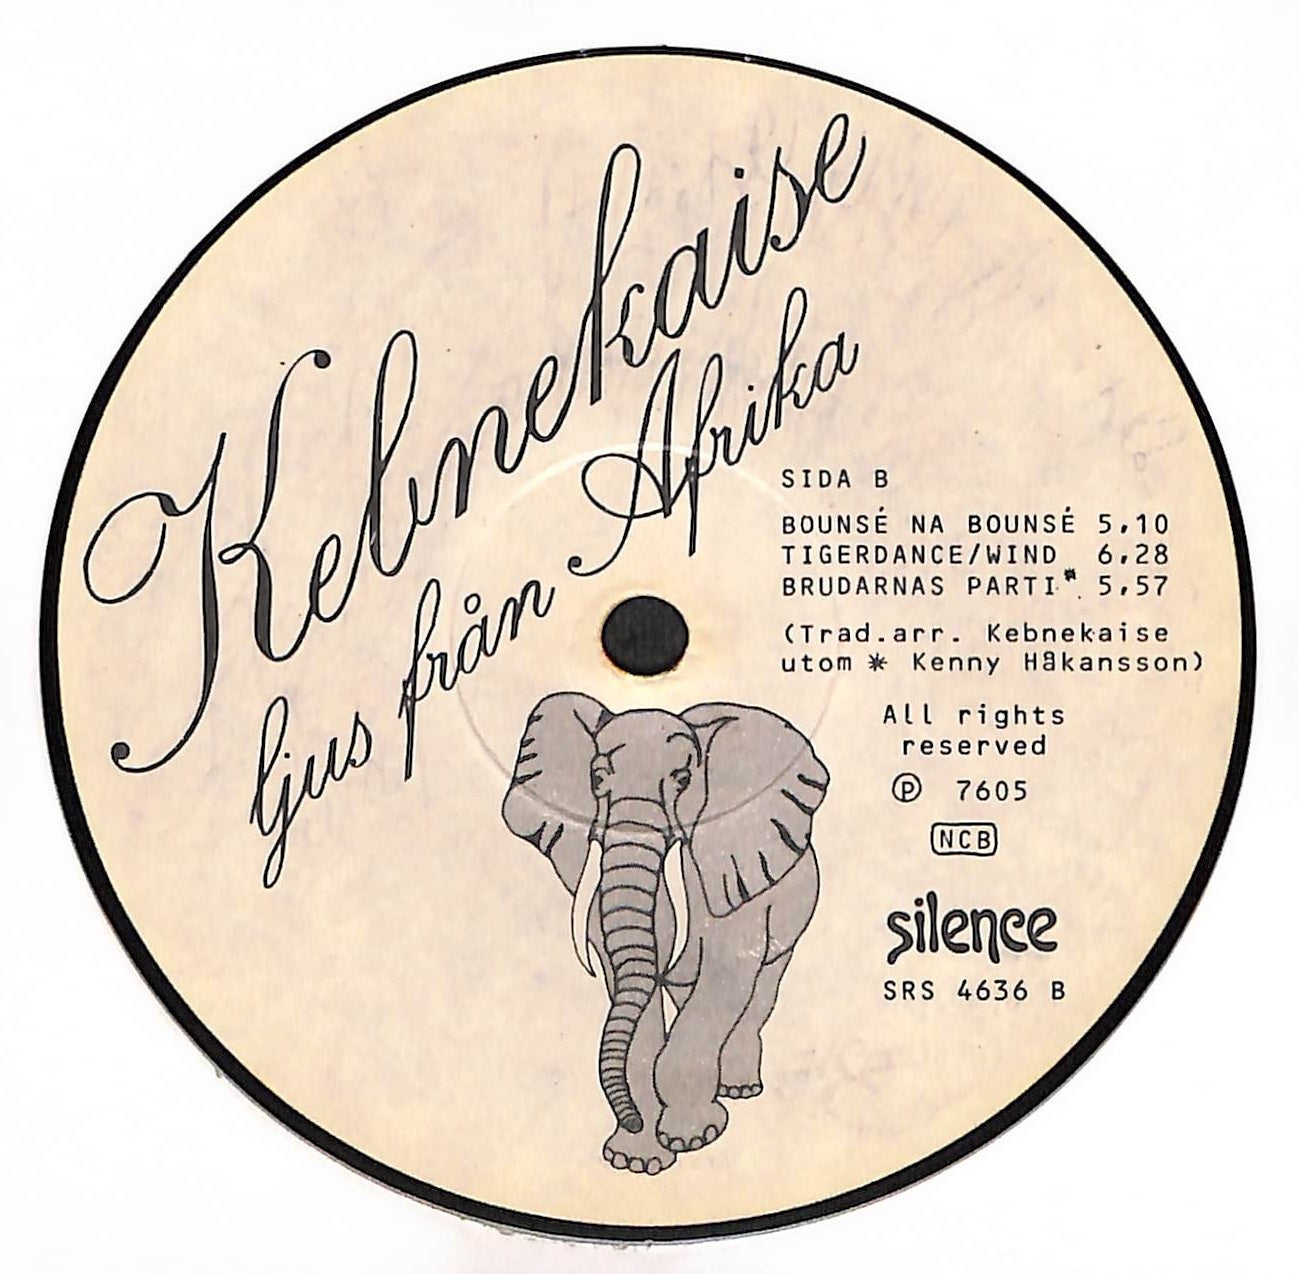 Kebnekaise
ljus från Afrika
SIDA B
BOUNSÉ NA BOUNSÉ 5,10
TIGERDANCE/WIND 6,28
BRUDARNAS PARTI* 5,57
(Trad.arr. Kebnekaise
utom * Kenny Håkansson)
All rights
reserved
Ⓟ 7605
NCB
silence
SRS 4636 B